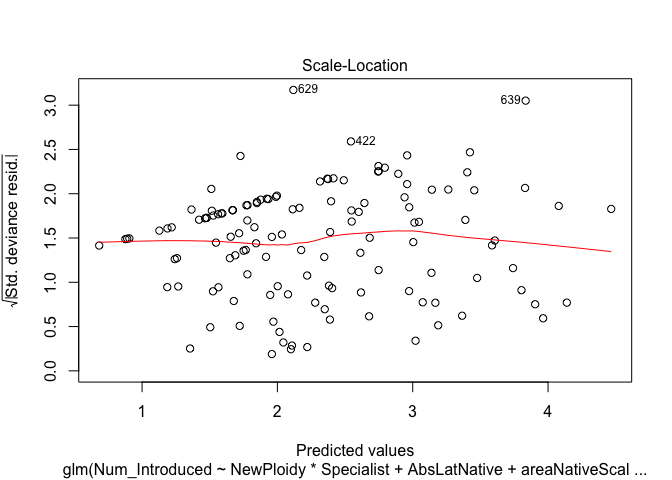 Scale-Location
√|Std. deviance resid.|
3.0
2.5
2.0
1.5
1.0
0.5
0.0
629
639
422
1 2 3 4
Predicted values
glm(Num_Introduced ~ NewPloidy * Specialist + AbsLatNative + areaNativeScal ...